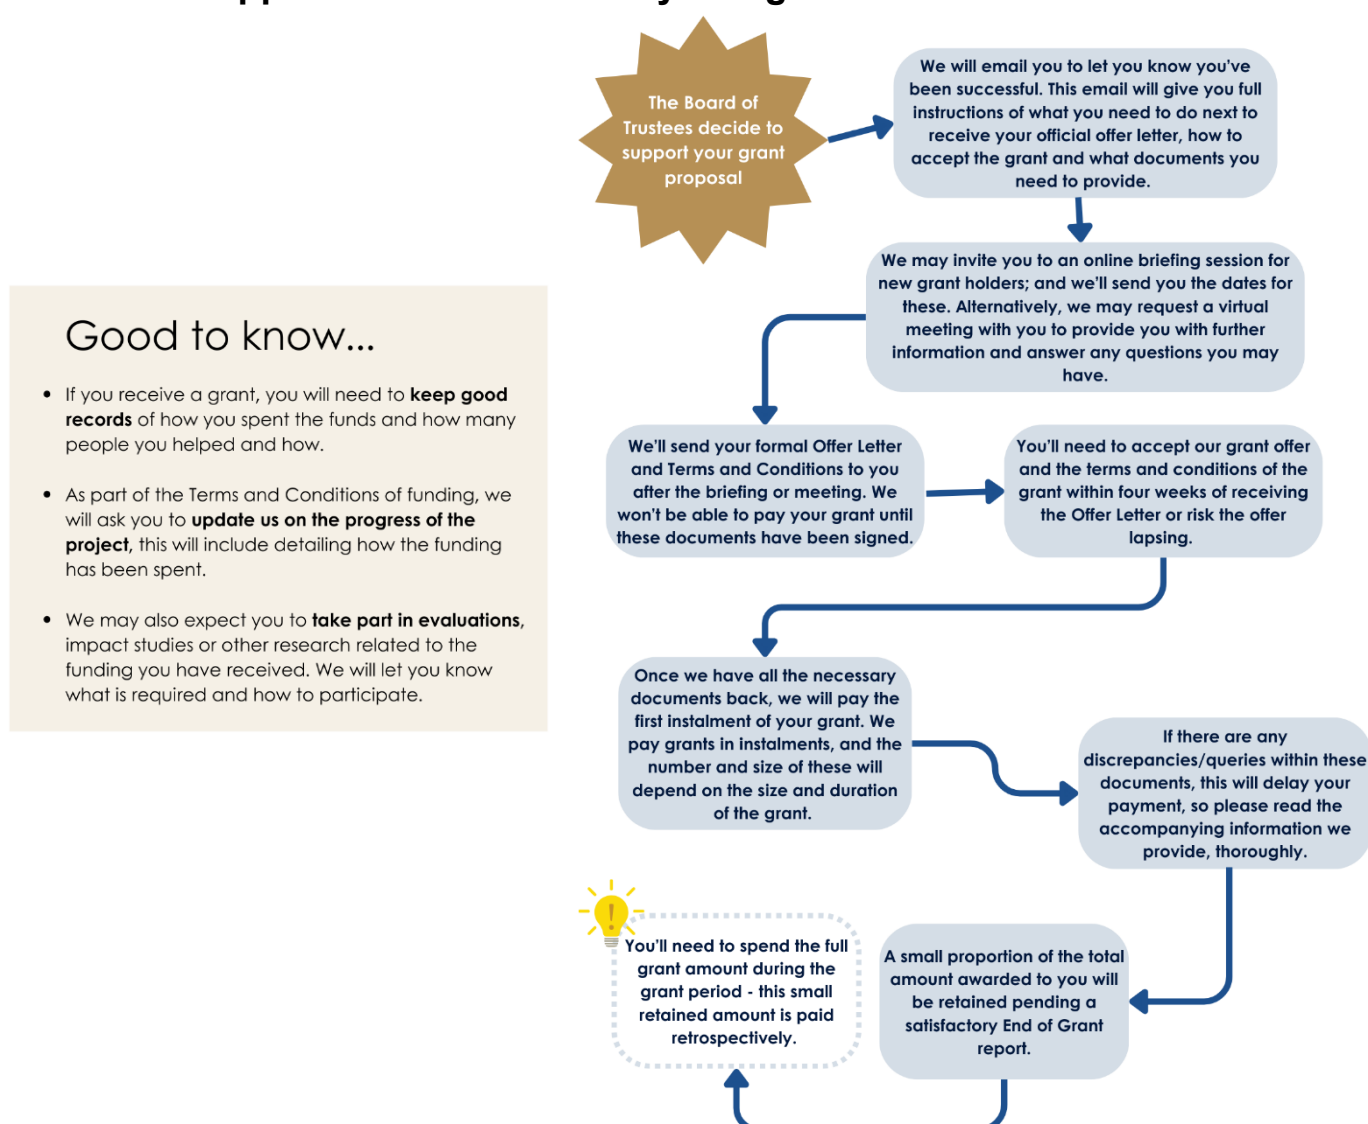 The Board of
Trustees decide to
support your grant
proposal
We will email you to let you know you've
been successful. This email will give you full
instructions of what you need to do next to
receive your official offer letter, how to
accept the grant and what documents you
need to provide.
We may invite you to an online briefing session for
new grant holders; and we'll send you the dates for
these. Alternatively, we may request a virtual
meeting with you to provide you with further
information and answer any questions you may
have.
Good to know...
• If you receive a grant, you will need to keep good
records of how you spent the funds and how many
people you helped and how.
• As part of the Terms and Conditions of funding, we
will ask you to update us on the progress of the
project, this will include detailing how the funding
has been spent.
• We may also expect you to take part in evaluations,
impact studies or other research related to the
funding you have received. We will let you know
what is required and how to participate.
We'll send your formal Offer Letter
and Terms and Conditions to you
after the briefing or meeting. We
won't be able to pay your grant until
these documents have been signed.
You'll need to accept our grant offer
and the terms and conditions of the
grant within four weeks of receiving
the Offer Letter or risk the offer
lapsing.
Once we have all the necessary
documents back, we will pay the
first instalment of your grant. We
pay grants in instalments, and the
number and size of these will
depend on the size and duration
of the grant.
If there are any
discrepancies/queries within these
documents, this will delay your
payment, so please read the
accompanying information we
provide, thoroughly.
A small proportion of the total
amount awarded to you will
be retained pending a
satisfactory End of Grant
report.
You'll need to spend the full
grant amount during the
grant period - this small
retained amount is paid
retrospectively.